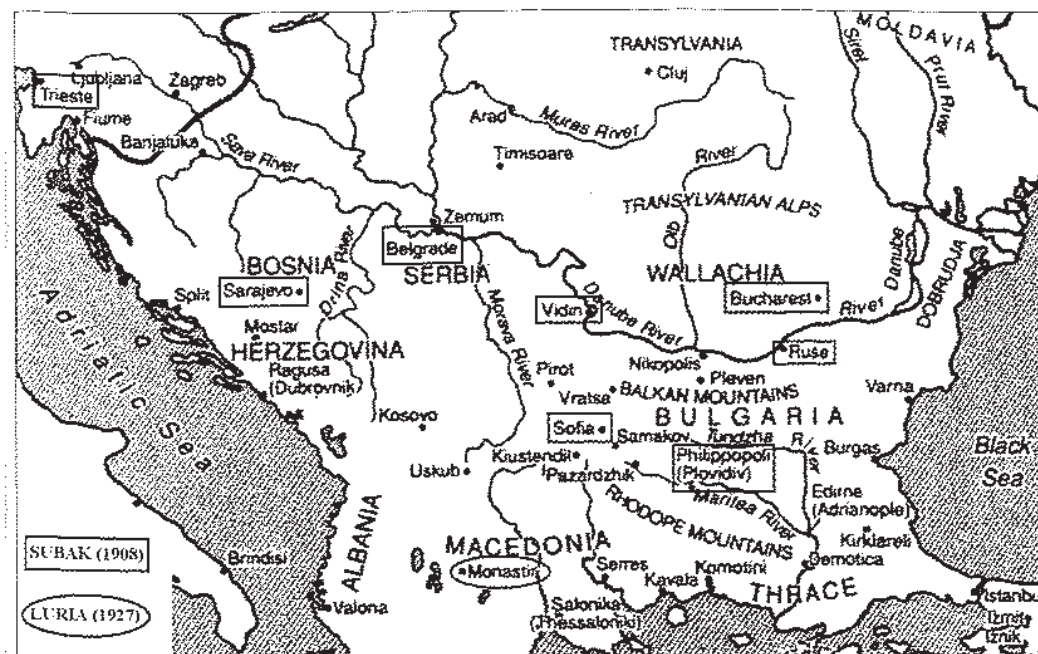 MOLDAVIA
TRANSYLVANIA
Siret
Prut River
Cluj
Ljubljana
Zagreb
Trieste
Fiume
Arad
Mures River
Banjaluka
Sava River
Timisoare
River
TRANSYLVANIAN ALPS
Zemum
Olb
Belgrade
BOSNIA
SERBIA
WALLACHIA
Danube
DOBRUDJA
Drina River
Sarajevo
Split
Vidin
Danube River
Bucharest
River
Morava River
Mostar
HERZEGOVINA
Ragusa
(Dubrovnik)
Nikopolis
Ruse
Pirot
Pleven
Vratsa
BALKAN MOUNTAINS
Varna
Adriatic Sea
Kosovo
BULGARIA
Sofia
Samakov
Tundzha River
Burgas
Black
Sea
Uskub
Kiustendil
Pazardzhik
Philippopoli
(Plovidiv)
Maritea River
Edirne
(Adrianople)
RHODOPE MOUNTAINS
Kirklareli
ALBANIA
MACEDONIA
Demotica
SUBAK (1908)
Brindisi
Monastir
Serres
Komotini
Kavala
THRACE
LURIA (1927)
Valona
Salonika
(Thessaloniki)
Istanbul
Izmit
Iznik